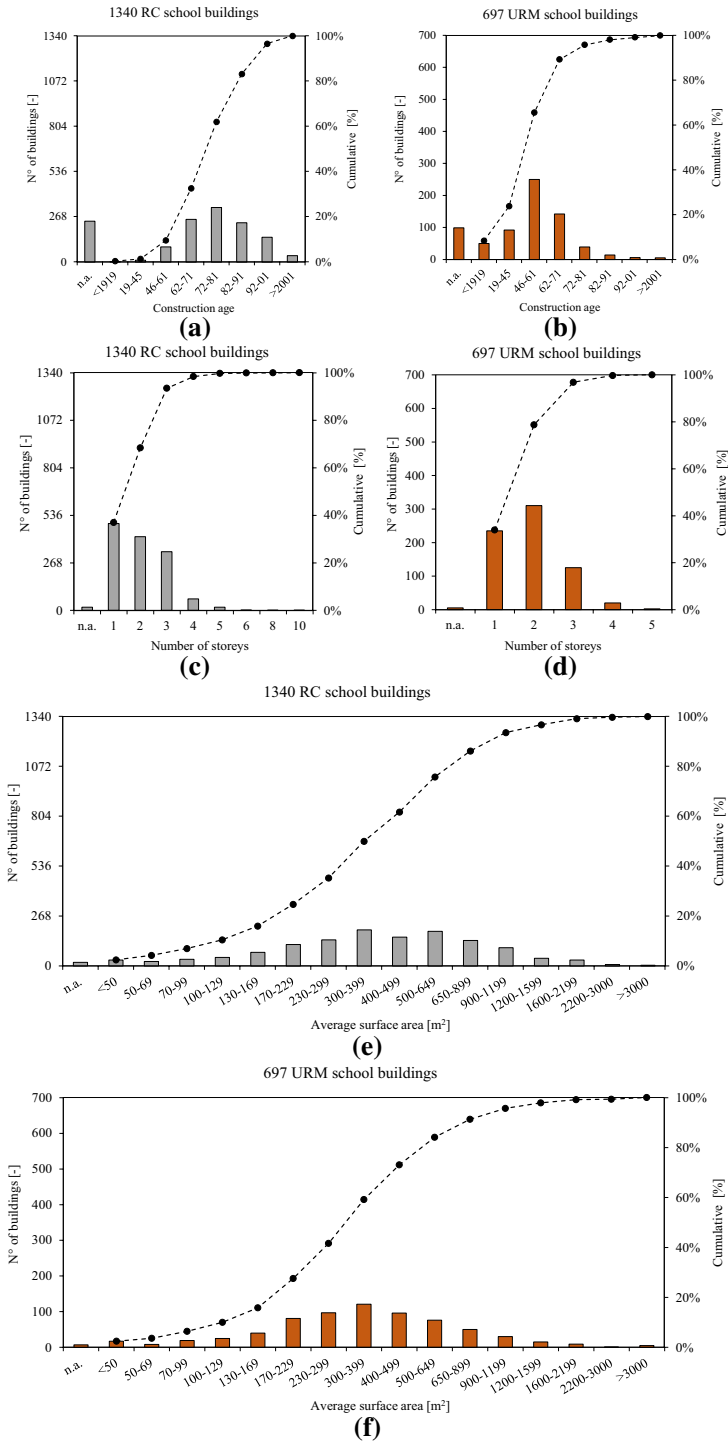 1340 RC school buildings
N° of buildings [-]
1340
1072
804
536
268
0
100%
80%
60%
40%
20%
0%
Cumulative [%]
n.a. <1919 19-45 46-61 62-71 72-81 82-91 92-01 >2001
Construction age
(a)
697 URM school buildings
N° of buildings [-]
700
600
500
400
300
200
100
0
100%
80%
60%
40%
20%
0%
Cumulative [%]
n.a. <1919 19-45 46-61 62-71 72-81 82-91 92-01 >2001
Construction age
(b)
1340 RC school buildings
N° of buildings [-]
1340
1072
804
536
268
0
100%
80%
60%
40%
20%
0%
Cumulative [%]
n.a. 1 2 3 4 5 6 8 10
Number of storeys
(c)
697 URM school buildings
N° of buildings [-]
700
600
500
400
300
200
100
0
100%
80%
60%
40%
20%
0%
Cumulative [%]
n.a. 1 2 3 4 5
Number of storeys
(d)
1340 RC school buildings
N° of buildings [-]
1340
1072
804
536
268
0
100%
80%
60%
40%
20%
0%
Cumulative [%]
n.a. <50 50-69 70-99 100-129 130-169 170-229 230-299 300-399 400-499 500-649 650-899 900-1199 1200-1599 1600-2199 2200-3000 >3000
Average surface area [m²]
(e)
697 URM school buildings
N° of buildings [-]
700
600
500
400
300
200
100
0
100%
80%
60%
40%
20%
0%
Cumulative [%]
n.a. <50 50-69 70-99 100-129 130-169 170-229 230-299 300-399 400-499 500-649 650-899 900-1199 1200-1599 1600-2199 2200-3000 >3000
Average surface area [m²]
(f)